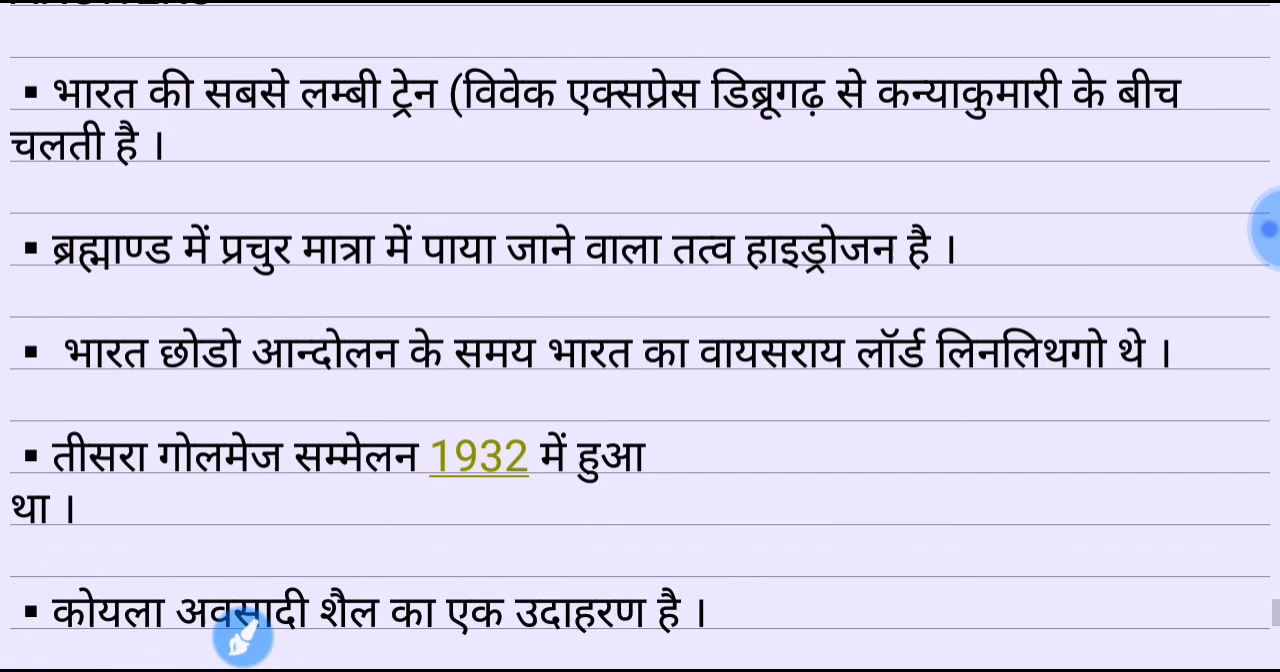 ▪ भारत की सबसे लम्बी ट्रेन (विवेक एक्सप्रेस डिब्रूगढ़ से कन्याकुमारी के बीच
चलती है ।
▪ ब्रह्माण्ड में प्रचुर मात्रा में पाया जाने वाला तत्व हाइड्रोजन है ।
▪ भारत छोडो आन्दोलन के समय भारत का वायसराय लॉर्ड लिनलिथगो थे ।
▪ तीसरा गोलमेज सम्मेलन 1932 में हुआ
था ।
▪ कोयला अवसादी शैल का एक उदाहरण है ।